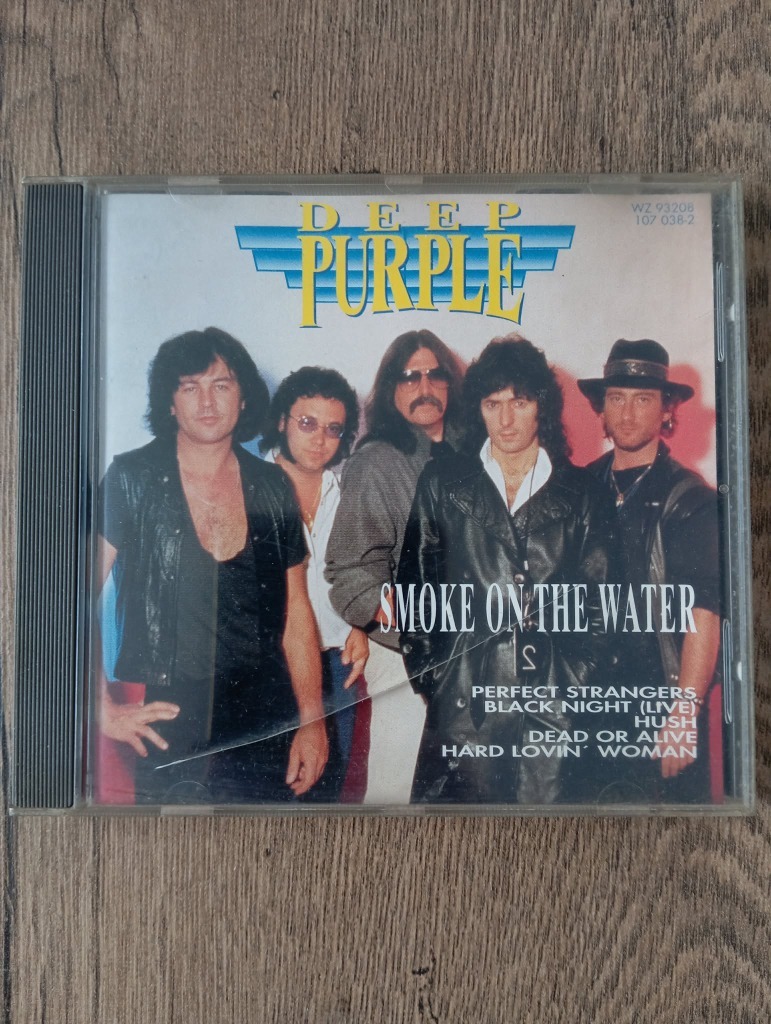 DEEP
PURPLE
WZ 93208
107 038-2
SMOKE ON THE WATER
2
PERFECT STRANGERS
BLACK NIGHT (LIVE)
HUSH
DEAD OR ALIVE
HARD LOVIN´ WOMAN